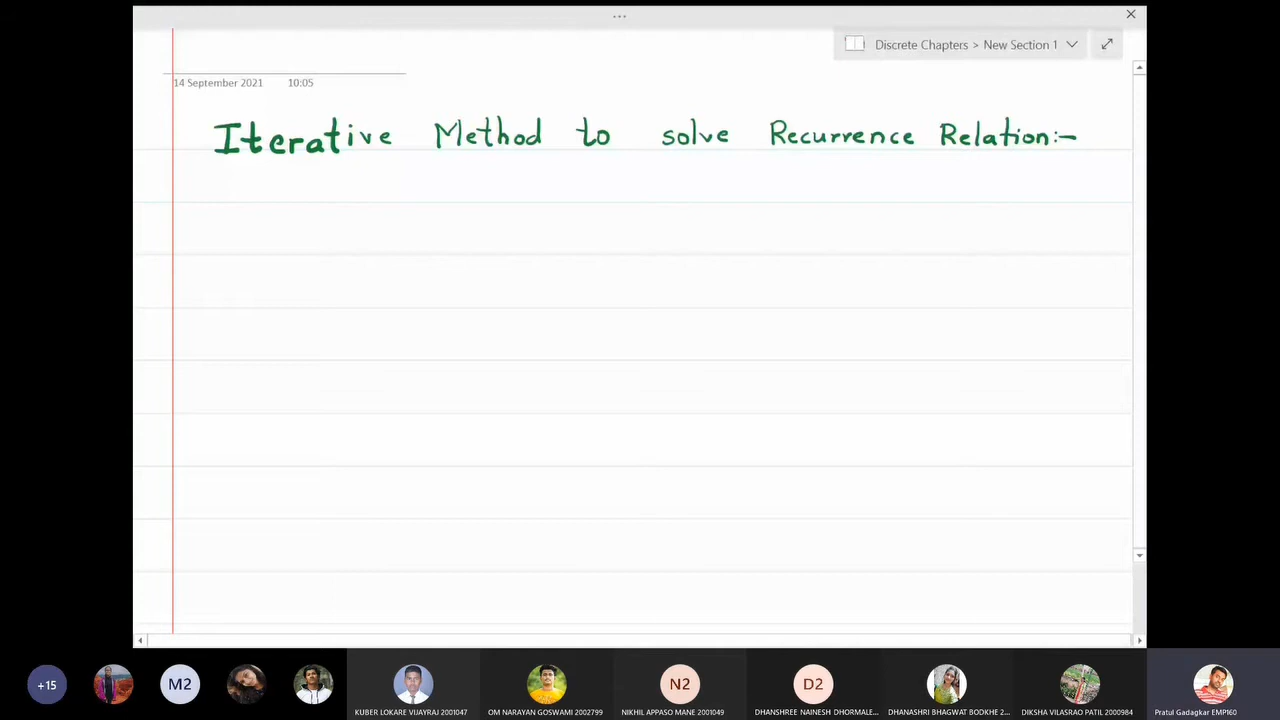 Discrete Chapters > New Section 1
14 September 2021 10:05
Iterative Method to solve Recurrence Relation:-
+15
M2
N2
D2
KUBER LOKARE VIJAYRAJ 2001047
OM NARAYAN GOSWAMI 2002799
NIKHIL APPASO MANE 2001049
DHANSHREE NAINESH DHORMALE...
DHANASHRI BHAGWAT BODKHE 2...
DIKSHA VILASRAO PATIL 2000984
Pratul Gadagkar EMP160